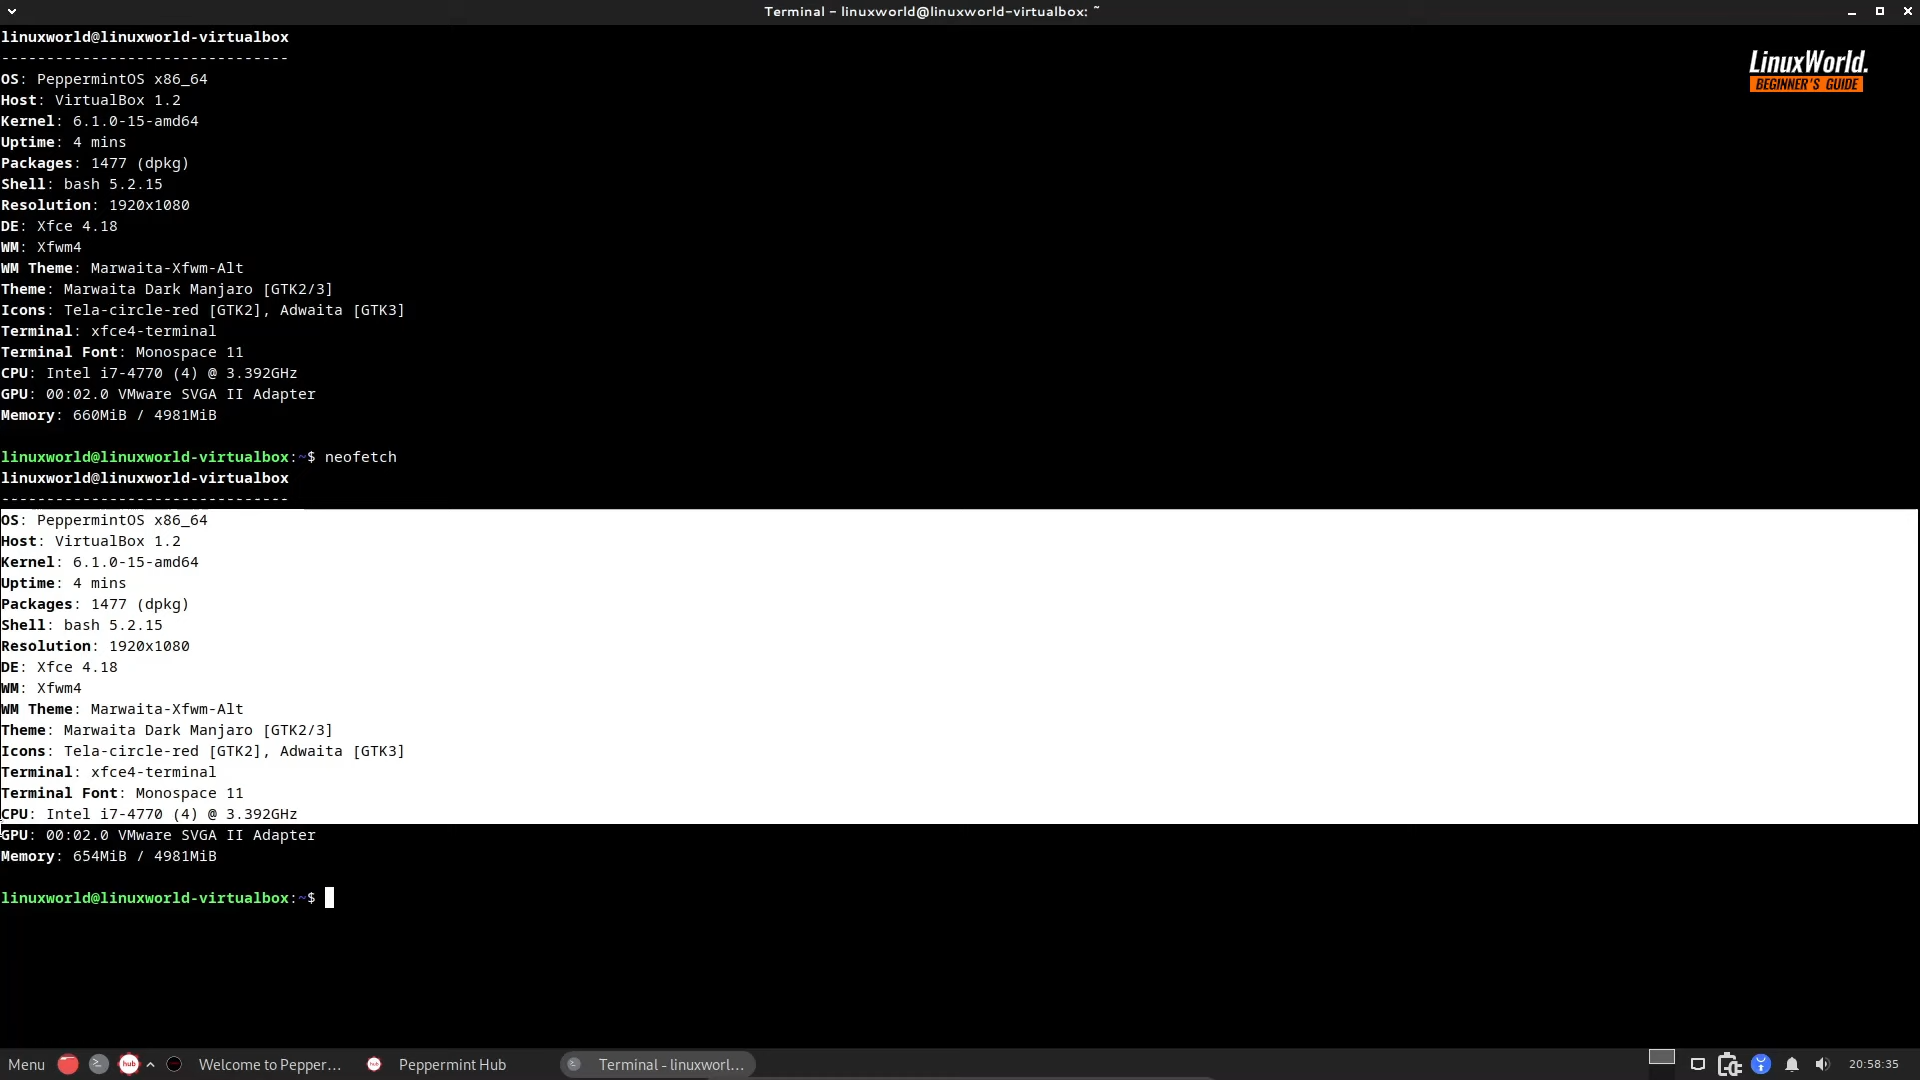 Terminal - linuxworld@linuxworld-virtualbox: ~
linuxworld@linuxworld-virtualbox
--------------------------------
OS: PeppermintOS x86_64
Host: VirtualBox 1.2
Kernel: 6.1.0-15-amd64
Uptime: 4 mins
Packages: 1477 (dpkg)
Shell: bash 5.2.15
Resolution: 1920x1080
DE: Xfce 4.18
WM: Xfwm4
WM Theme: Marwaita-Xfwm-Alt
Theme: Marwaita Dark Manjaro [GTK2/3]
Icons: Tela-circle-red [GTK2], Adwaita [GTK3]
Terminal: xfce4-terminal
Terminal Font: Monospace 11
CPU: Intel i7-4770 (4) @ 3.392GHz
GPU: 00:02.0 VMware SVGA II Adapter
Memory: 660MiB / 4981MiB
LinuxWorld.
BEGINNER'S GUIDE
linuxworld@linuxworld-virtualbox:~$ neofetch
linuxworld@linuxworld-virtualbox
--------------------------------
OS: PeppermintOS x86_64
Host: VirtualBox 1.2
Kernel: 6.1.0-15-amd64
Uptime: 4 mins
Packages: 1477 (dpkg)
Shell: bash 5.2.15
Resolution: 1920x1080
DE: Xfce 4.18
WM: Xfwm4
WM Theme: Marwaita-Xfwm-Alt
Theme: Marwaita Dark Manjaro [GTK2/3]
Icons: Tela-circle-red [GTK2], Adwaita [GTK3]
Terminal: xfce4-terminal
Terminal Font: Monospace 11
CPU: Intel i7-4770 (4) @ 3.392GHz
GPU: 00:02.0 VMware SVGA II Adapter
Memory: 654MiB / 4981MiB
linuxworld@linuxworld-virtualbox:~$
Menu hub Welcome to Pepper... hub Peppermint Hub Terminal - linuxworl... 20:58:35